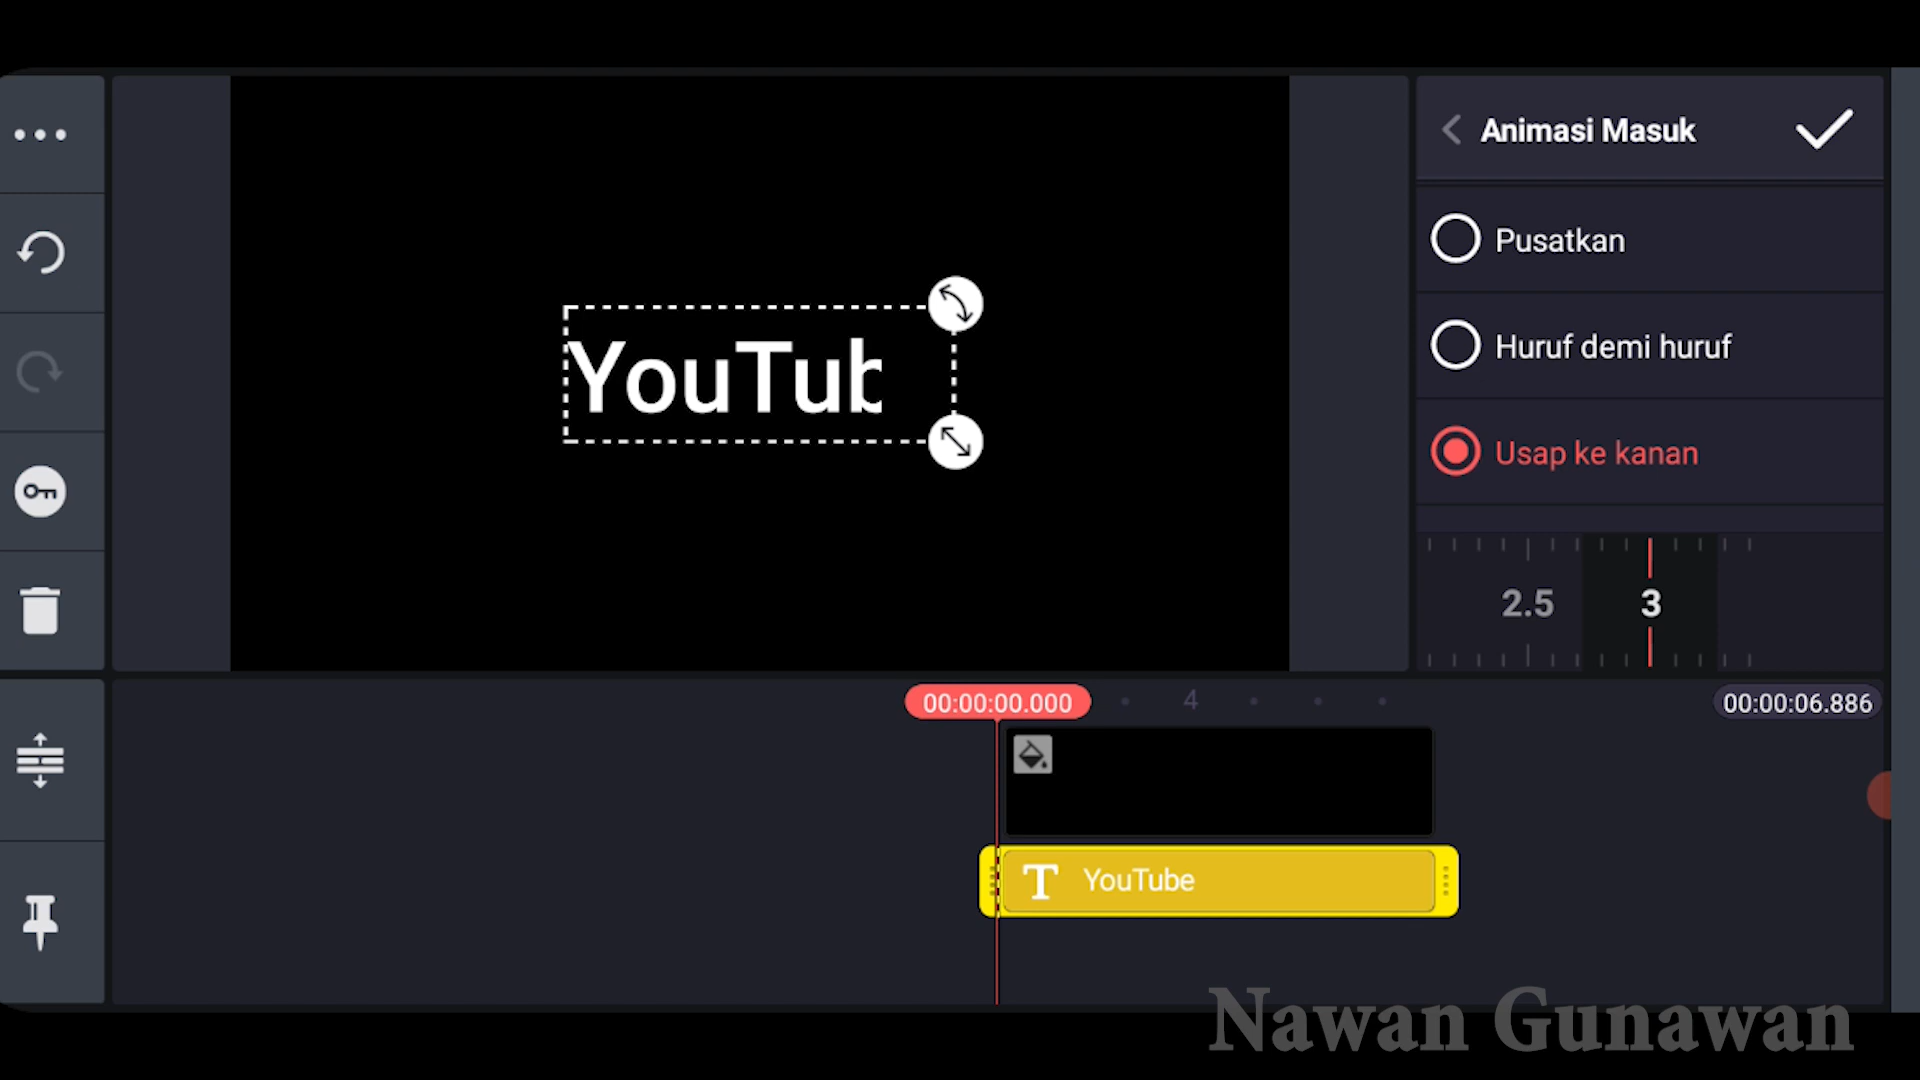 Animasi Masuk
Pusatkan
Huruf demi huruf
Usap ke kanan
2.5
3
YouTub
00:00:00.000
4
00:00:06.886
T YouTube
Nawan Gunawan